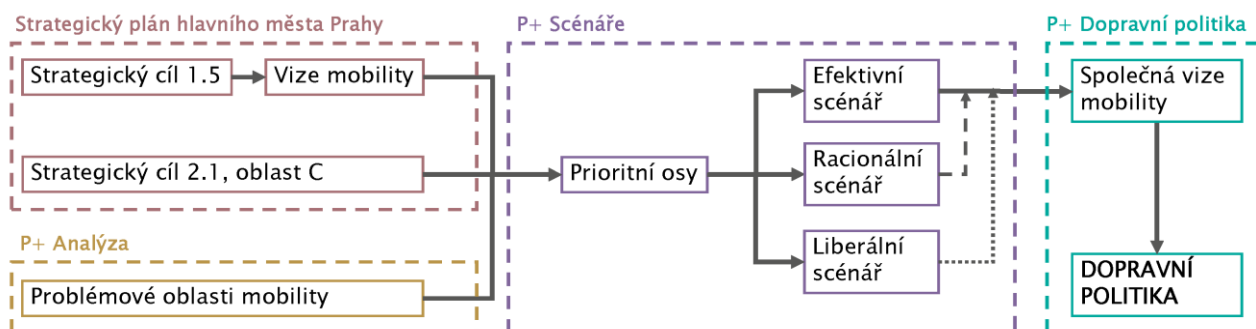 Strategický plán hlavního města Prahy
Strategický cíl 1.5
Vize mobility
Strategický cíl 2.1, oblast C
P+ Analýza
Problémové oblasti mobility
P+ Scénáře
Prioritní osy
Efektivní
scénář
Racionální
scénář
Liberální
scénář
P+ Dopravní politika
Společná vize
mobility
DOPRAVNÍ
POLITIKA